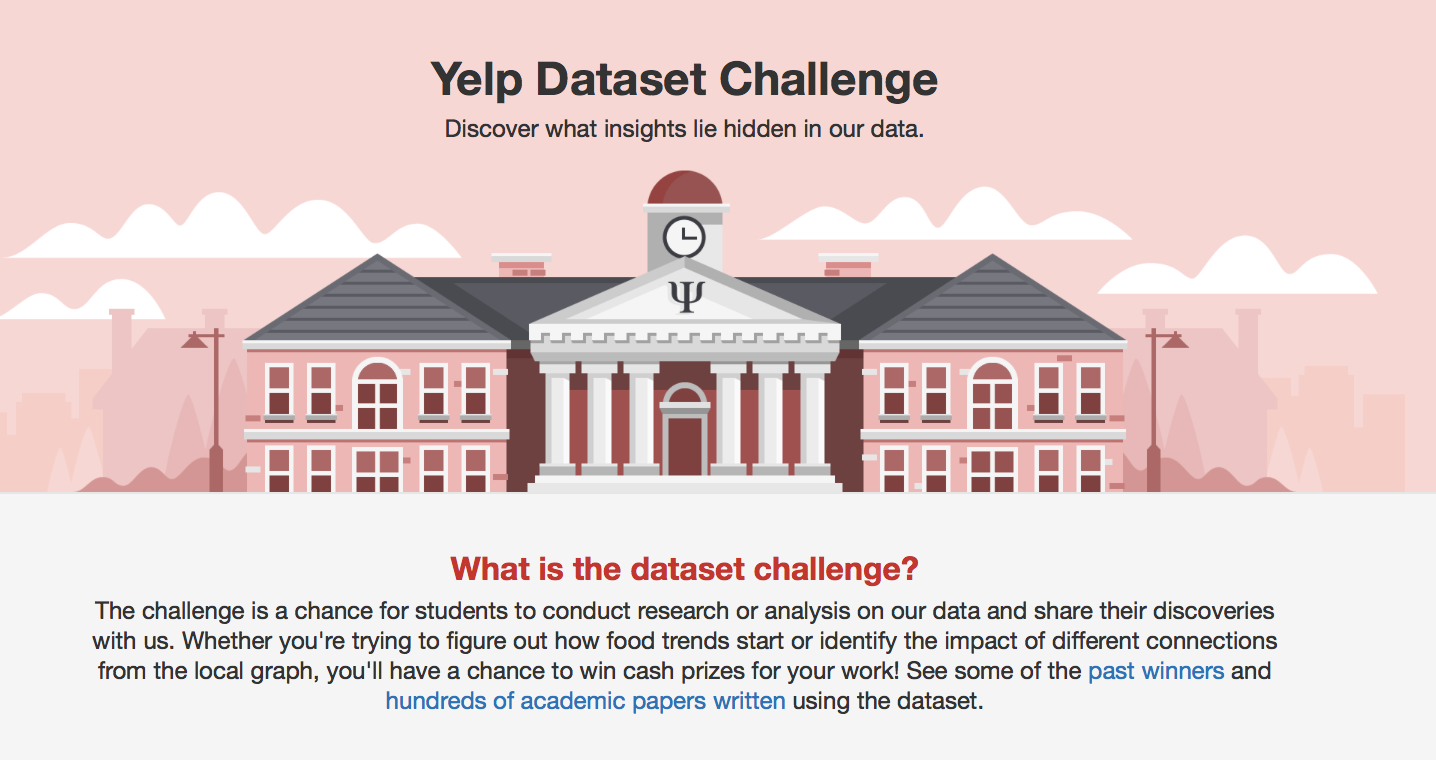 Yelp Dataset Challenge
Discover what insights lie hidden in our data.
Ψ
What is the dataset challenge?
The challenge is a chance for students to conduct research or analysis on our data and share their discoveries
with us. Whether you're trying to figure out how food trends start or identify the impact of different connections
from the local graph, you'll have a chance to win cash prizes for your work! See some of the past winners and
hundreds of academic papers written using the dataset.